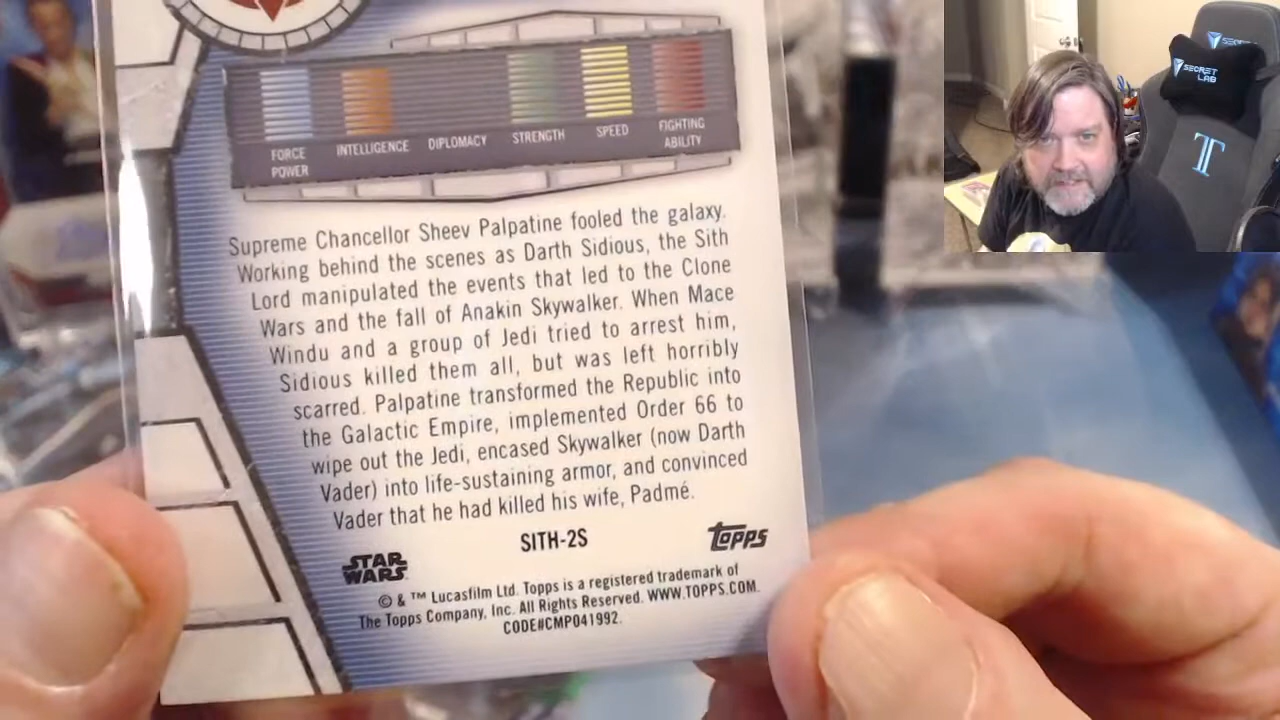 FORCE POWER
INTELLIGENCE
DIPLOMACY
STRENGTH
SPEED
FIGHTING ABILITY
Supreme Chancellor Sheev Palpatine fooled the galaxy.
Working behind the scenes as Darth Sidious, the Sith
Lord manipulated the events that led to the Clone
Wars and the fall of Anakin Skywalker. When Mace
Windu and a group of Jedi tried to arrest him,
Sidious killed them all, but was left horribly
scarred. Palpatine transformed the Republic into
the Galactic Empire, implemented Order 66 to
wipe out the Jedi, encased Skywalker (now Darth
Vader) into life-sustaining armor, and convinced
Vader that he had killed his wife, Padmé.
SITH-2S
STAR
WARS
topps
© & ™ Lucasfilm Ltd. Topps is a registered trademark of
The Topps Company, Inc. All Rights Reserved. WWW.TOPPS.COM.
CODE#CMP041992.
SECRET
LAB